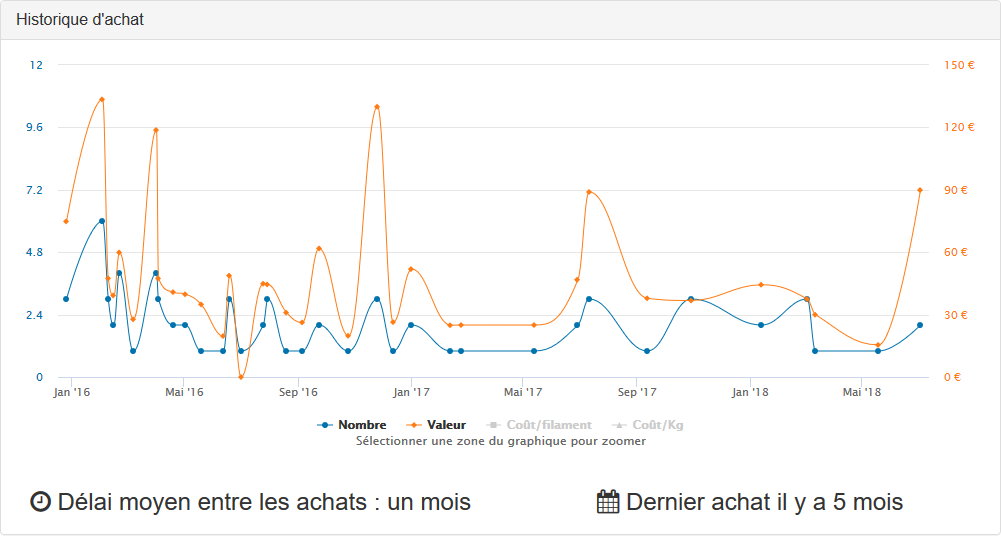 Historique d'achat
12 150 €
9.6 120 €
7.2 90 €
4.8 60 €
2.4 30 €
0 0 €
Jan '16 Mai '16 Sep '16 Jan '17 Mai '17 Sep '17 Jan '18 Mai '18
Nombre Valeur Coût/filament Coût/Kg
Sélectionner une zone du graphique pour zoomer
Délai moyen entre les achats : un mois Dernier achat il y a 5 mois